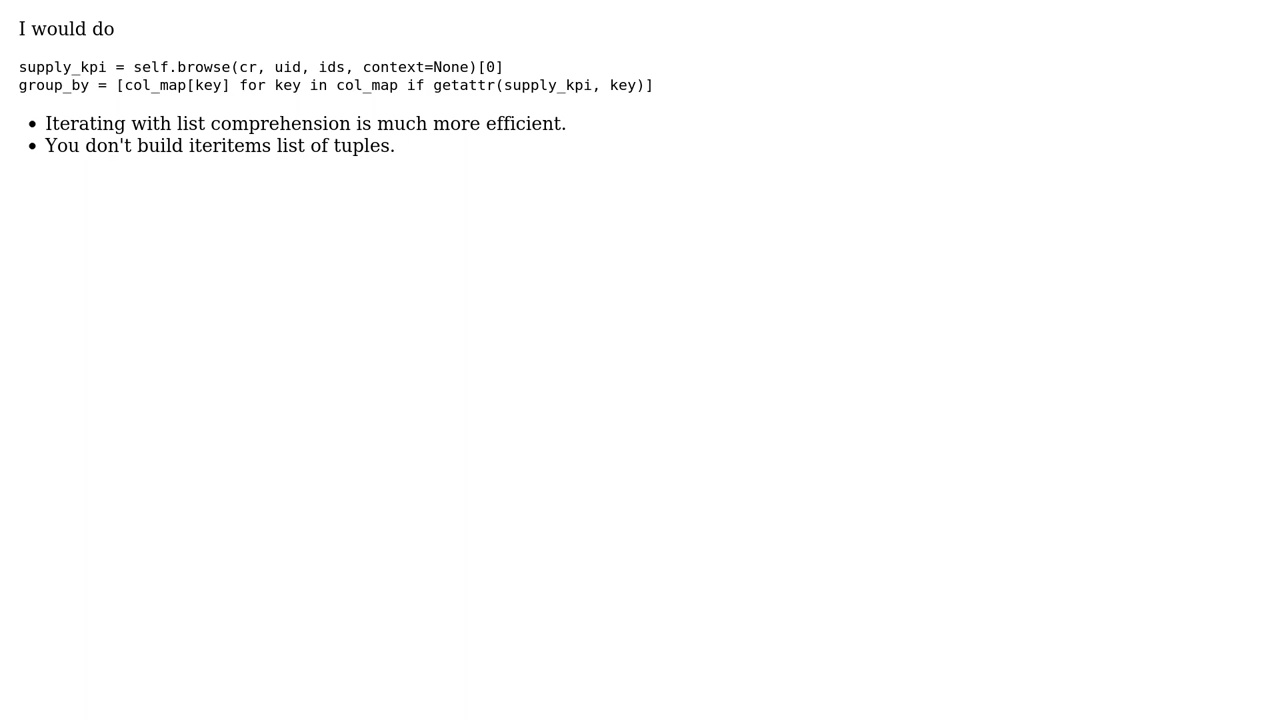 I would do
supply_kpi = self.browse(cr, uid, ids, context=None)[0]
group_by = [col_map[key] for key in col_map if getattr(supply_kpi, key)]
• Iterating with list comprehension is much more efficient.
• You don't build iteritems list of tuples.